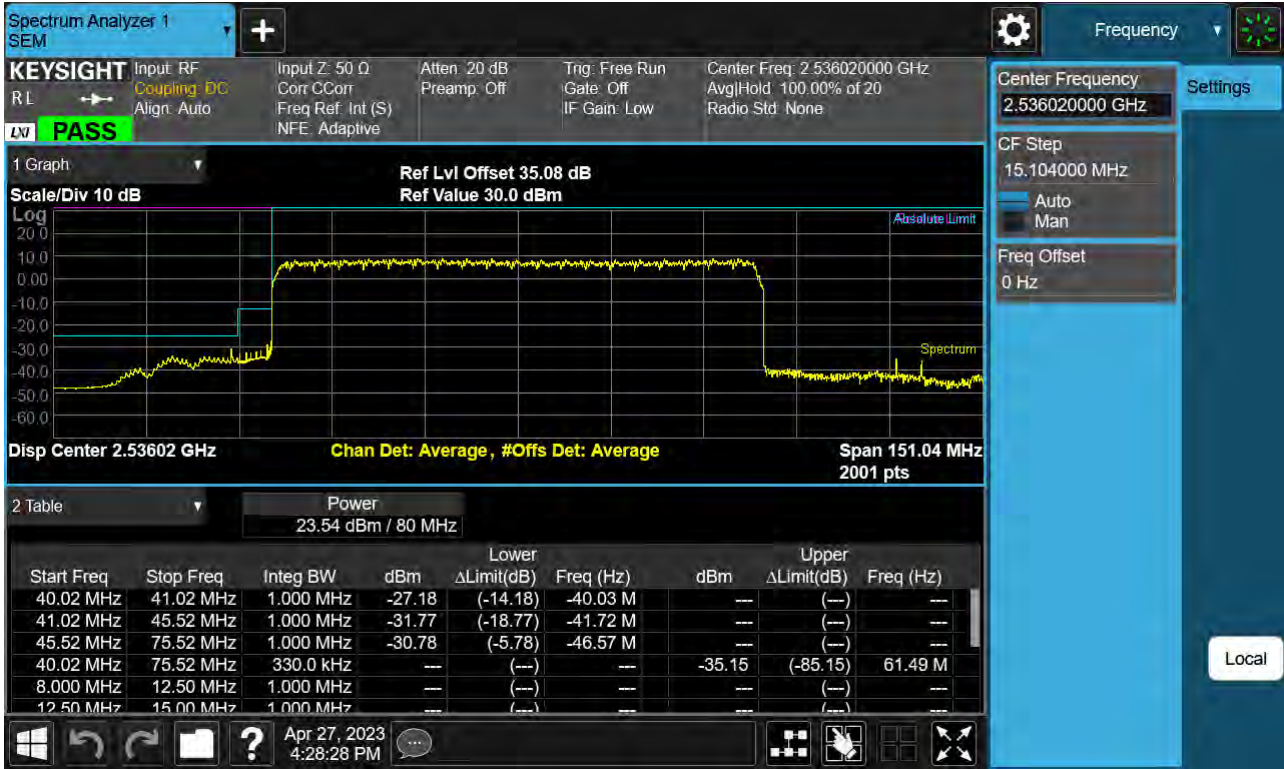 Spectrum Analyzer 1
SEM
Frequency
KEYSIGHT
R L
LXI
PASS
Input: RF
Coupling: DC
Align: Auto
Input Z: 50 Ω
Corr CCorr
Freq Ref: Int (S)
NFE: Adaptive
Atten: 20 dB
Preamp: Off
Trig: Free Run
Gate: Off
IF Gain: Low
Center Freq: 2.536020000 GHz
Avg|Hold: 100.00% of 20
Radio Std: None
Center Frequency
2.536020000 GHz
Settings
CF Step
15.104000 MHz
Auto
Man
Freq Offset
0 Hz
1 Graph
Scale/Div 10 dB
Ref Lvl Offset 35.08 dB
Ref Value 30.0 dBm
Log
Absolute Limit
20.0
10.0
0.00
-10.0
-20.0
-30.0
-40.0
-50.0
-60.0
Spectrum
Disp Center 2.53602 GHz
Chan Det: Average, #Offs Det: Average
Span 151.04 MHz
2001 pts
2 Table
Power
23.54 dBm / 80 MHz
Lower Upper
Start Freq Stop Freq Integ BW dBm ΔLimit(dB) Freq (Hz) dBm ΔLimit(dB) Freq (Hz)
40.02 MHz 41.02 MHz 1.000 MHz -27.18 (-14.18) -40.03 M --- (---) ---
41.02 MHz 45.52 MHz 1.000 MHz -31.77 (-18.77) -41.72 M --- (---) ---
45.52 MHz 75.52 MHz 1.000 MHz -30.78 (-5.78) -46.57 M --- (---) ---
40.02 MHz 75.52 MHz 330.0 kHz --- (---) --- -35.15 (-85.15) 61.49 M
8.000 MHz 12.50 MHz 1.000 MHz --- (---) --- --- (---) ---
12.50 MHz 15.00 MHz 1.000 MHz --- (---) --- --- (---) ---
Local
?
Apr 27, 2023
4:28:28 PM